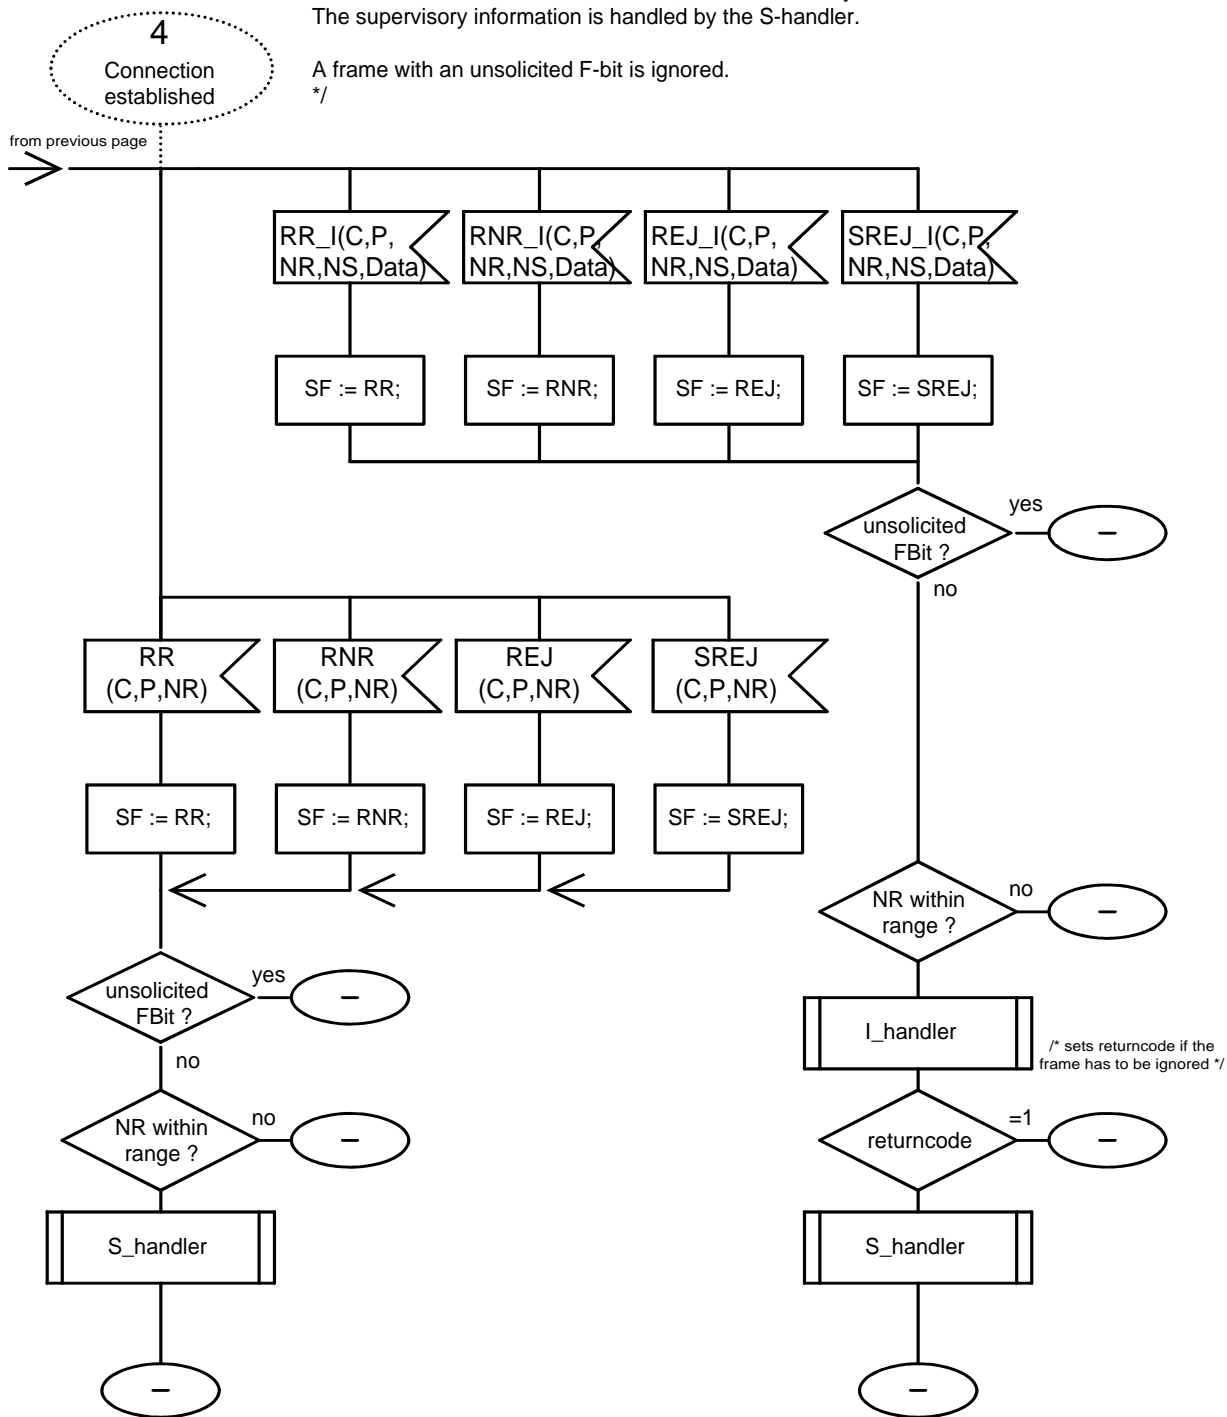 The supervisory information is handled by the S-handler.
4
Connection
established
A frame with an unsolicited F-bit is ignored.
*/
from previous page
RR_I(C,P,
NR,NS,Data)
RNR_I(C,P,
NR,NS,Data)
REJ_I(C,P,
NR,NS,Data)
SREJ_I(C,P,
NR,NS,Data)
SF := RR;
SF := RNR;
SF := REJ;
SF := SREJ;
unsolicited
FBit ?
yes
–
no
RR
(C,P,NR)
RNR
(C,P,NR)
REJ
(C,P,NR)
SREJ
(C,P,NR)
SF := RR;
SF := RNR;
SF := REJ;
SF := SREJ;
NR within
range ?
no
–
unsolicited
FBit ?
yes
–
no
I_handler
/* sets returncode if the
frame has to be ignored */
NR within
range ?
no
–
returncode
=1
–
S_handler
S_handler
–
–